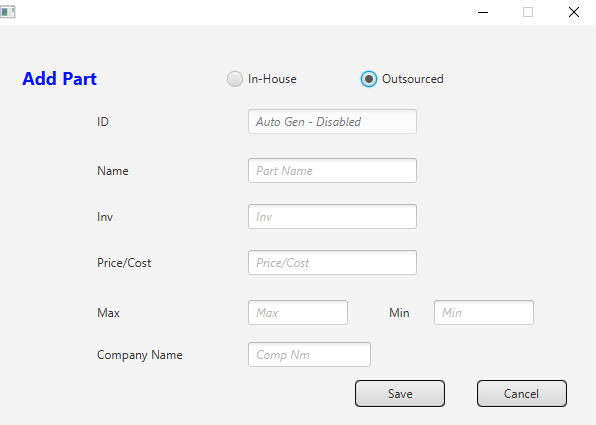 Add Part In-House Outsourced
ID Auto Gen - Disabled
Name Part Name
Inv Inv
Price/Cost Price/Cost
Max Max Min Min
Company Name Comp Nm
Save Cancel